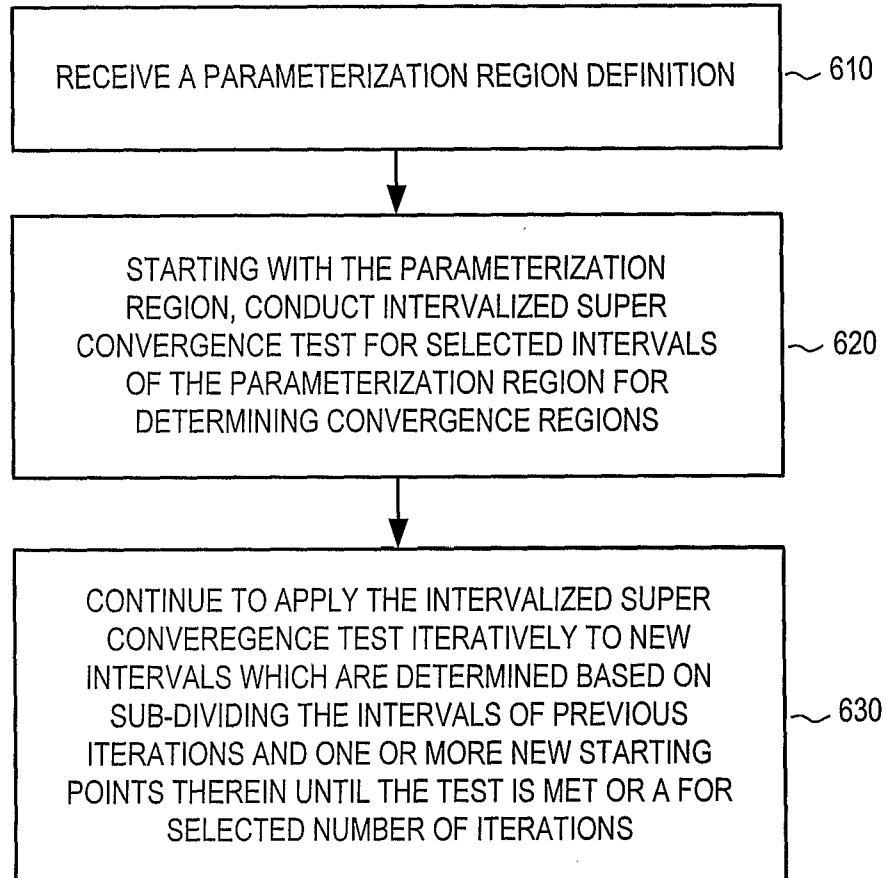 RECEIVE A PARAMETERIZATION REGION DEFINITION
~ 610
STARTING WITH THE PARAMETERIZATION
REGION, CONDUCT INTERVALIZED SUPER
CONVERGENCE TEST FOR SELECTED INTERVALS
OF THE PARAMETERIZATION REGION FOR
DETERMINING CONVERGENCE REGIONS
~ 620
CONTINUE TO APPLY THE INTERVALIZED SUPER
CONVEREGENCE TEST ITERATIVELY TO NEW
INTERVALS WHICH ARE DETERMINED BASED ON
SUB-DIVIDING THE INTERVALS OF PREVIOUS
ITERATIONS AND ONE OR MORE NEW STARTING
POINTS THEREIN UNTIL THE TEST IS MET OR A FOR
SELECTED NUMBER OF ITERATIONS
~ 630